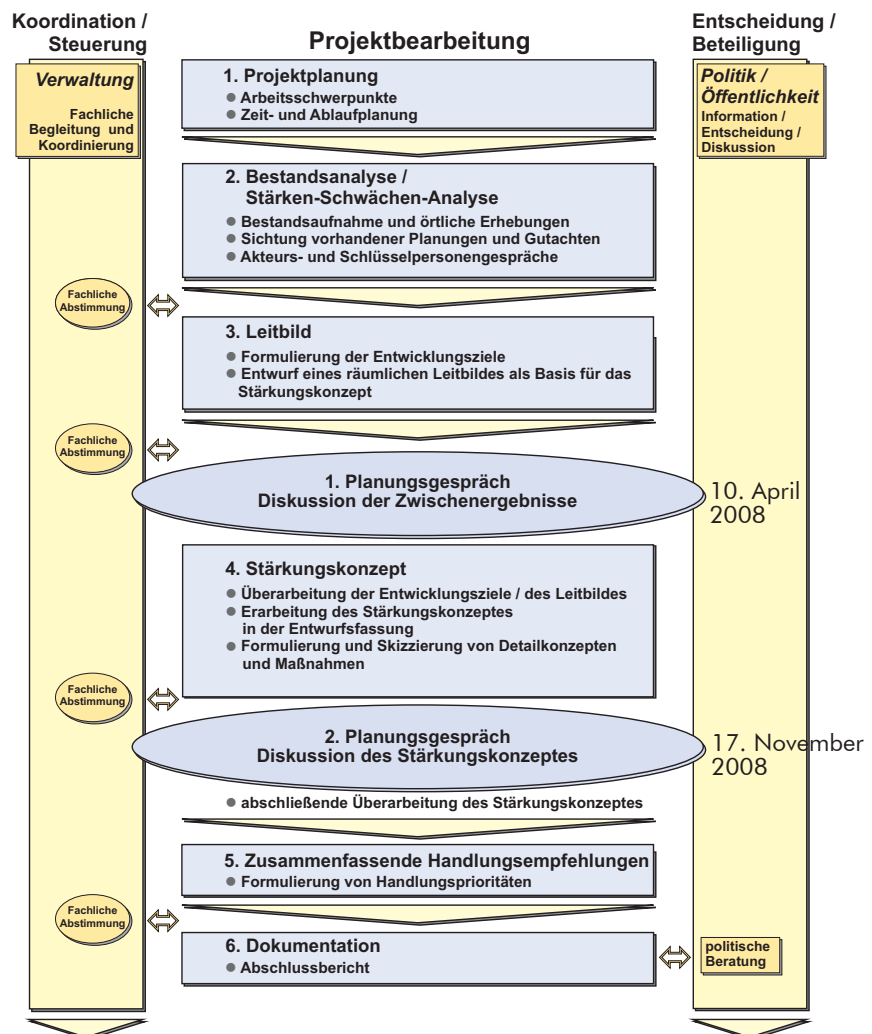 Koordination /
Steuerung
Projektbearbeitung
Entscheidung /
Beteiligung
Verwaltung
Fachliche
Begleitung und
Koordinierung
Politik /
Öffentlichkeit
Information /
Entscheidung /
Diskussion
1. Projektplanung
● Arbeitsschwerpunkte
● Zeit- und Ablaufplanung
2. Bestandsanalyse /
Stärken-Schwächen-Analyse
● Bestandsaufnahme und örtliche Erhebungen
● Sichtung vorhandener Planungen und Gutachten
● Akteurs- und Schlüsselpersonengespräche
Fachliche
Abstimmung
3. Leitbild
● Formulierung der Entwicklungsziele
● Entwurf eines räumlichen Leitbildes als Basis für das
Stärkungskonzept
Fachliche
Abstimmung
1. Planungsgespräch
Diskussion der Zwischenergebnisse
10. April
2008
4. Stärkungskonzept
● Überarbeitung der Entwicklungsziele / des Leitbildes
● Erarbeitung des Stärkungskonzeptes
in der Entwurfsfassung
● Formulierung und Skizzierung von Detailkonzepten
und Maßnahmen
Fachliche
Abstimmung
2. Planungsgespräch
Diskussion des Stärkungskonzeptes
17. November
2008
● abschließende Überarbeitung des Stärkungskonzeptes
5. Zusammenfassende Handlungsempfehlungen
● Formulierung von Handlungsprioritäten
Fachliche
Abstimmung
6. Dokumentation
● Abschlussbericht
politische
Beratung